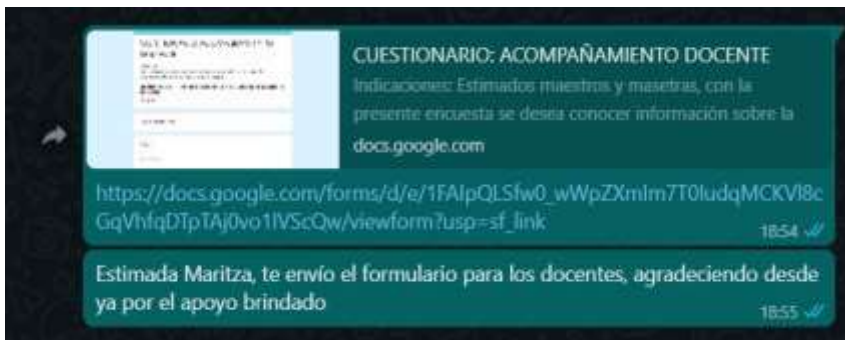 CUESTIONARIO: ACOMPAÑAMIENTO DOCENTE
Indicaciones: Estimados maestros y masetras, con la
presente encuesta se desea conocer información sobre la
docs.google.com
https://docs.google.com/forms/d/e/1FAIpQLSfw0_wWpZXmIm7T0ludqMCKVl8c
GqVhfqDTpTAj0vo1lVScQw/viewform?usp=sf_link
18:54
Estimada Maritza, te envío el formulario para los docentes, agradeciendo desde
ya por el apoyo brindado
18:55